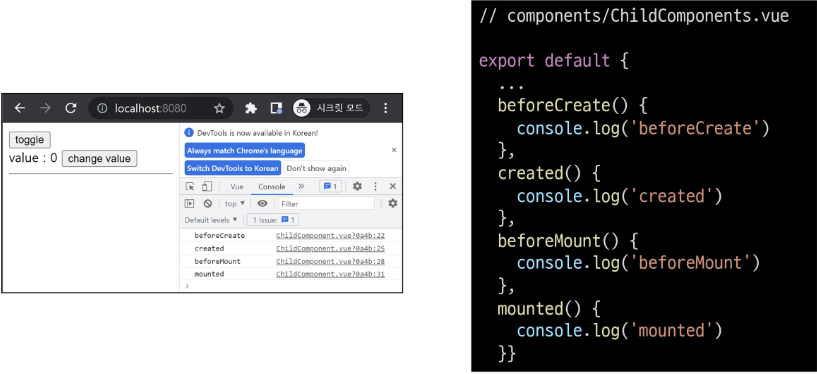 localhost:8080
시크릿 모드
toggle
value : 0 change value
DevTools is now available in Korean!
Always match Chrome's language
Switch DevTools to Korean Don't show again
Vue Console » 1
top Filter
Default levels 1 Issue: 1
beforeCreate ChildComponent.vue?0a4b:22
created ChildComponent.vue?0a4b:25
beforeMount ChildComponent.vue?0a4b:28
mounted ChildComponent.vue?0a4b:31
>
// components/ChildComponents.vue
export default {
...
beforeCreate() {
console.log('beforeCreate')
},
created() {
console.log('created')
},
beforeMount() {
console.log('beforeMount')
},
mounted() {
console.log('mounted')
}}